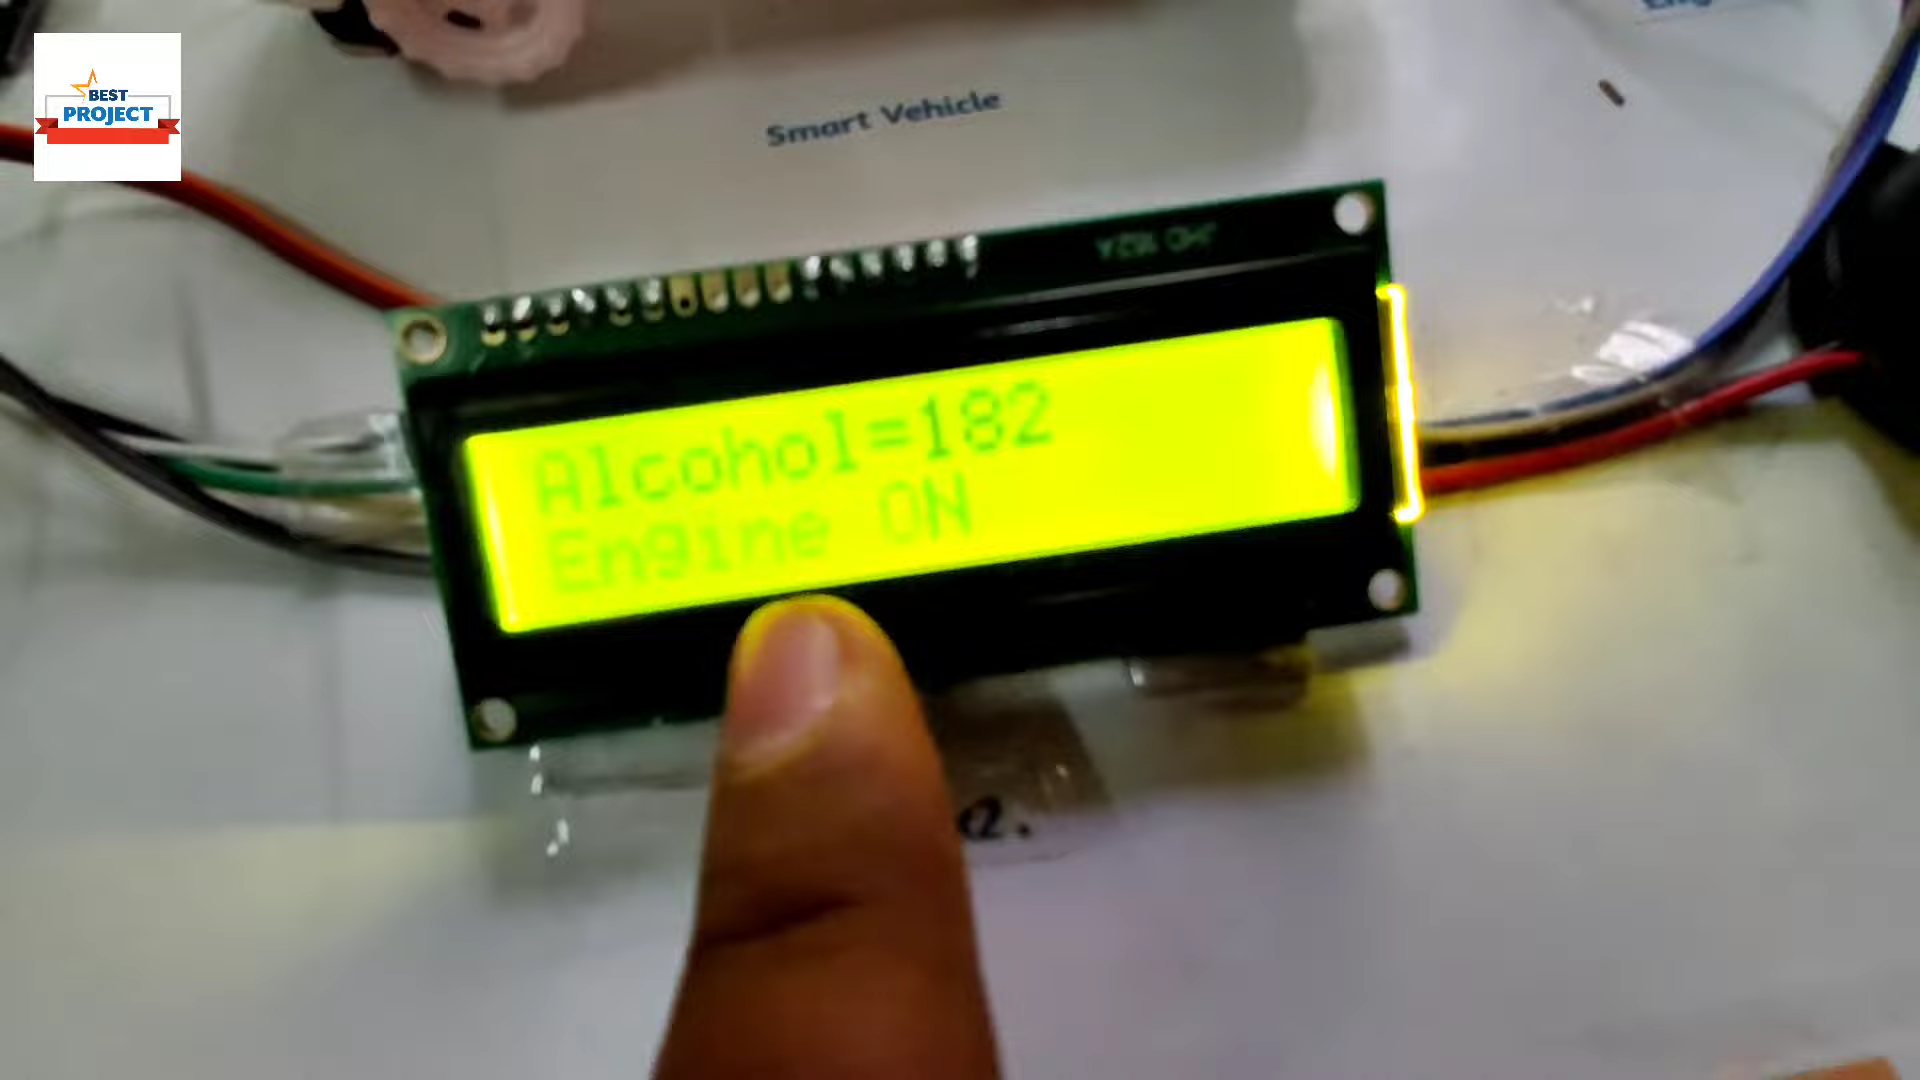 BEST
PROJECT
Smart Vehicle
Alcohol=182
Engine ON